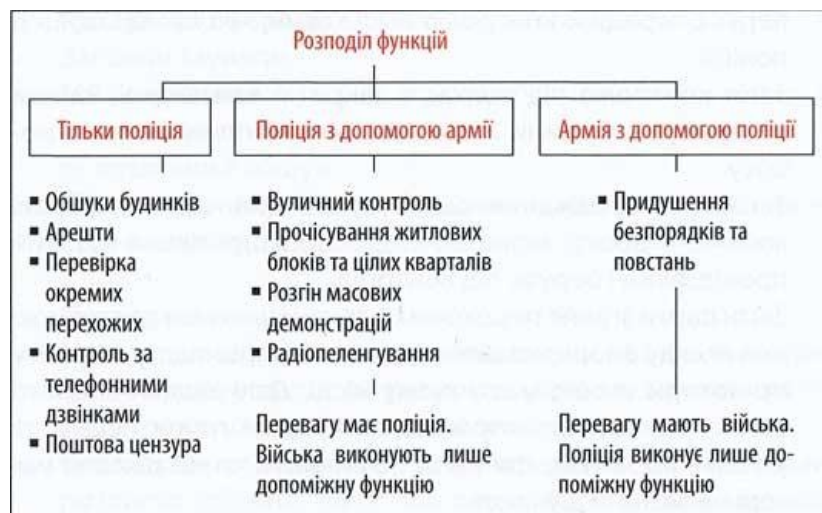 Розподіл функцій
Тільки поліція
▪ Обшуки будинків
▪ Арешти
▪ Перевірка
окремих
перехожих
▪ Контроль за
телефонними
дзвінками
▪ Поштова цензура
Поліція з допомогою армії
▪ Вуличний контроль
▪ Прочісування житлових
блоків та цілих кварталів
▪ Розгін масових
демонстрацій
▪ Радіопеленгування
Перевагу має поліція.
Війська виконують лише
допоміжну функцію
Армія з допомогою поліції
▪ Придушення
безпорядків та
повстань
Перевагу мають війська.
Поліція виконує лише до-
поміжну функцію